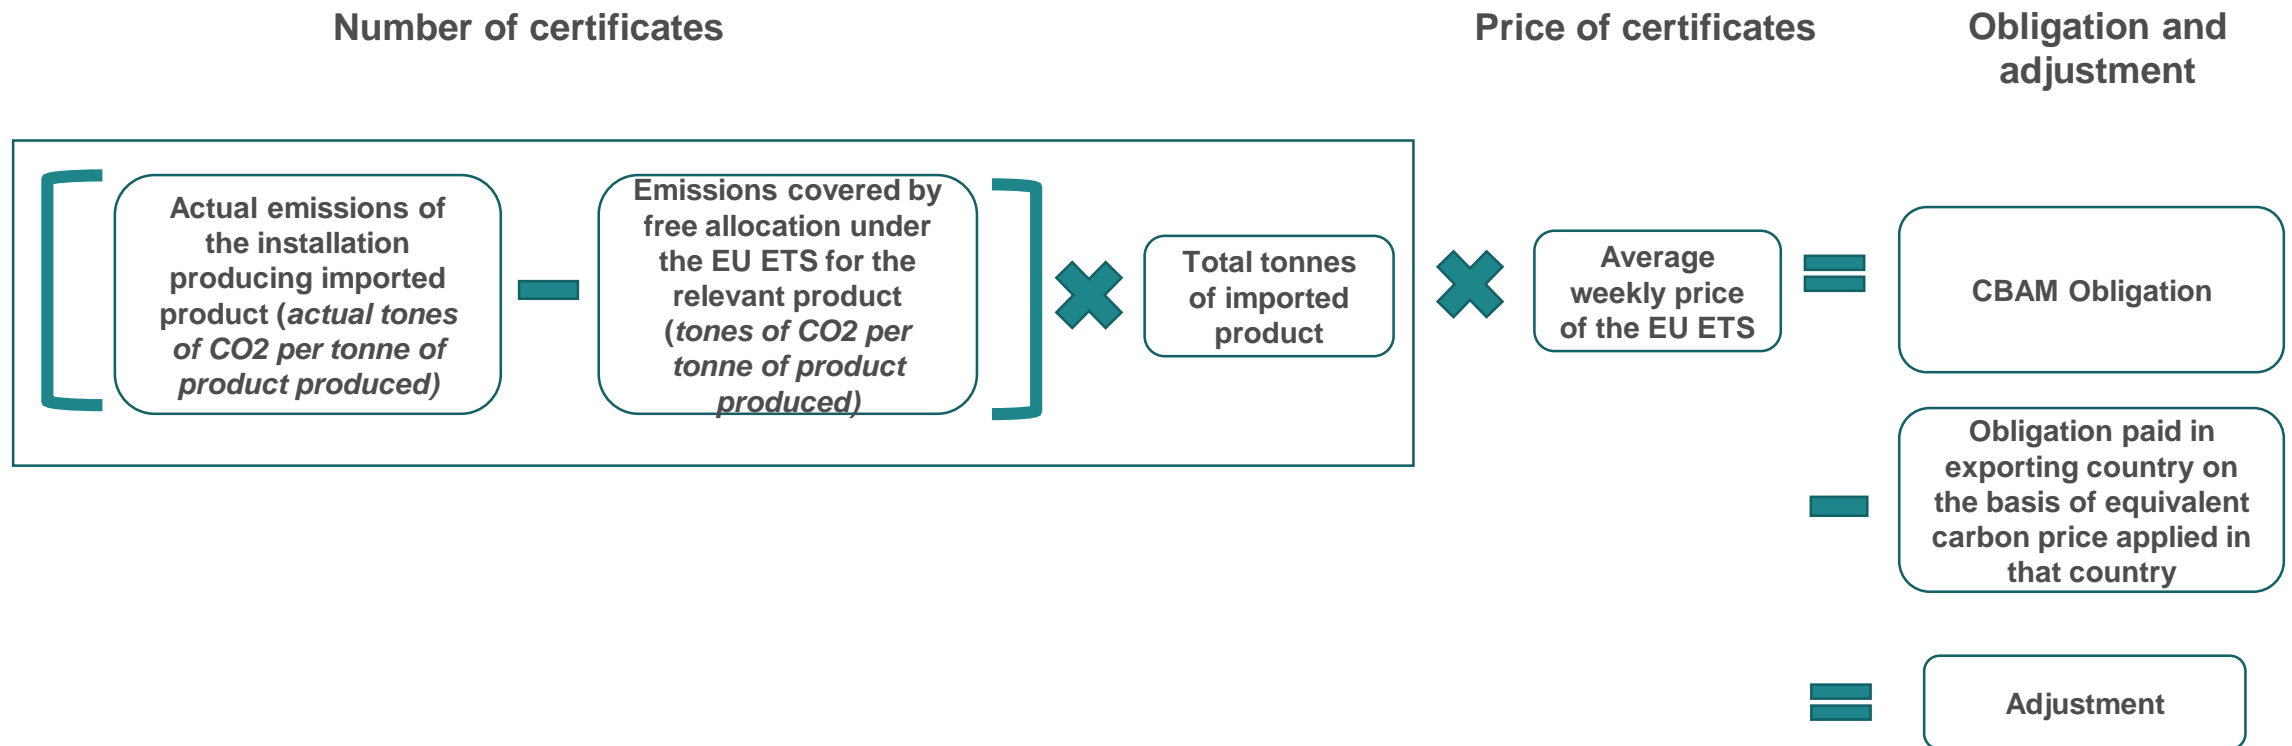 Number of certificates
Price of certificates
Obligation and
adjustment
Actual emissions of
the installation
producing imported
product (actual tones
of CO2 per tonne of
product produced)
Emissions covered by
free allocation under
the EU ETS for the
relevant product
(tones of CO2 per
tonne of product
produced)
Total tonnes
of imported
product
Average
weekly price
of the EU ETS
CBAM Obligation
Obligation paid in
exporting country on
the basis of equivalent
carbon price applied in
that country
Adjustment